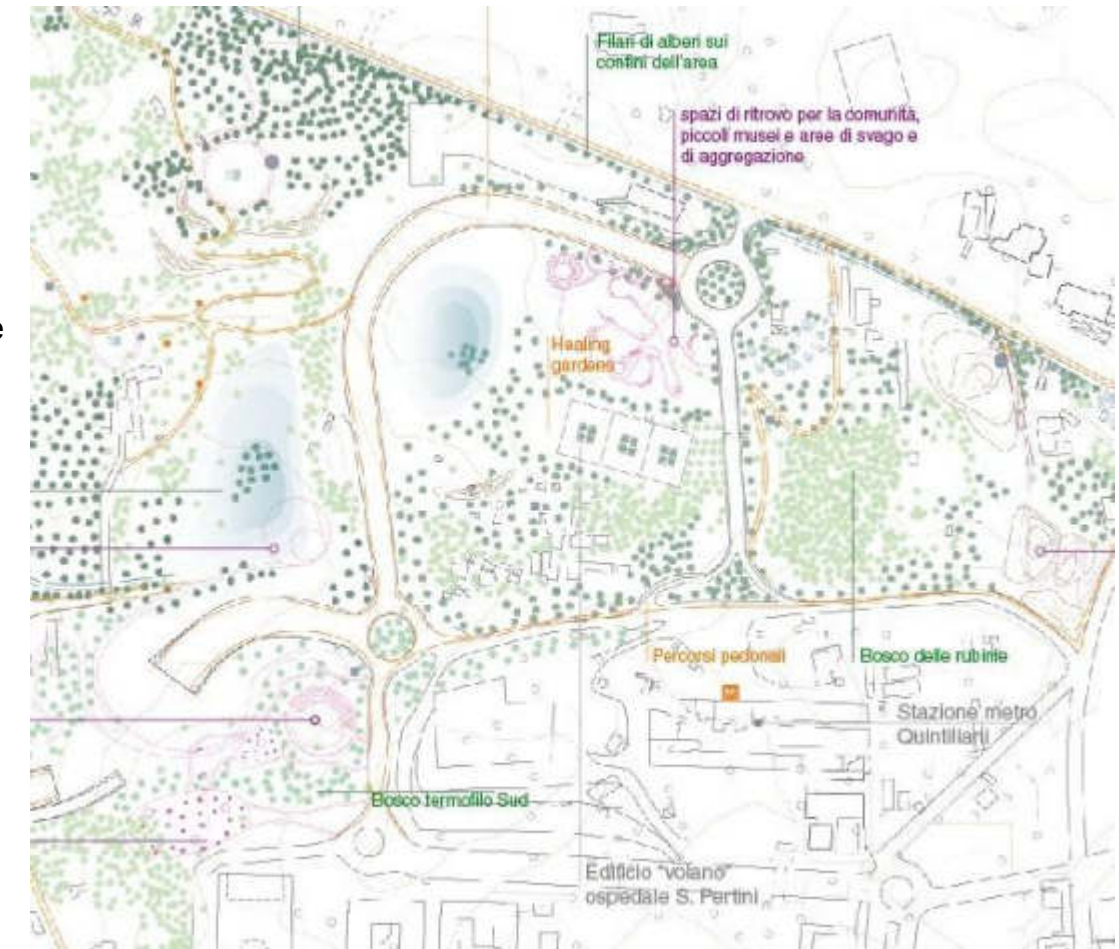 Filari di alberi sui
confini dell'area
spazi di ritrovo per la comunità,
piccoli musei e aree di svago e
di aggregazione
e
Healing
gardens
Percorsi pedonali
Bosco delle rubinie
Stazione metro
Quintiliani
Bosco termofilo Sud
Edificio "volano"
ospedale S. Pertini